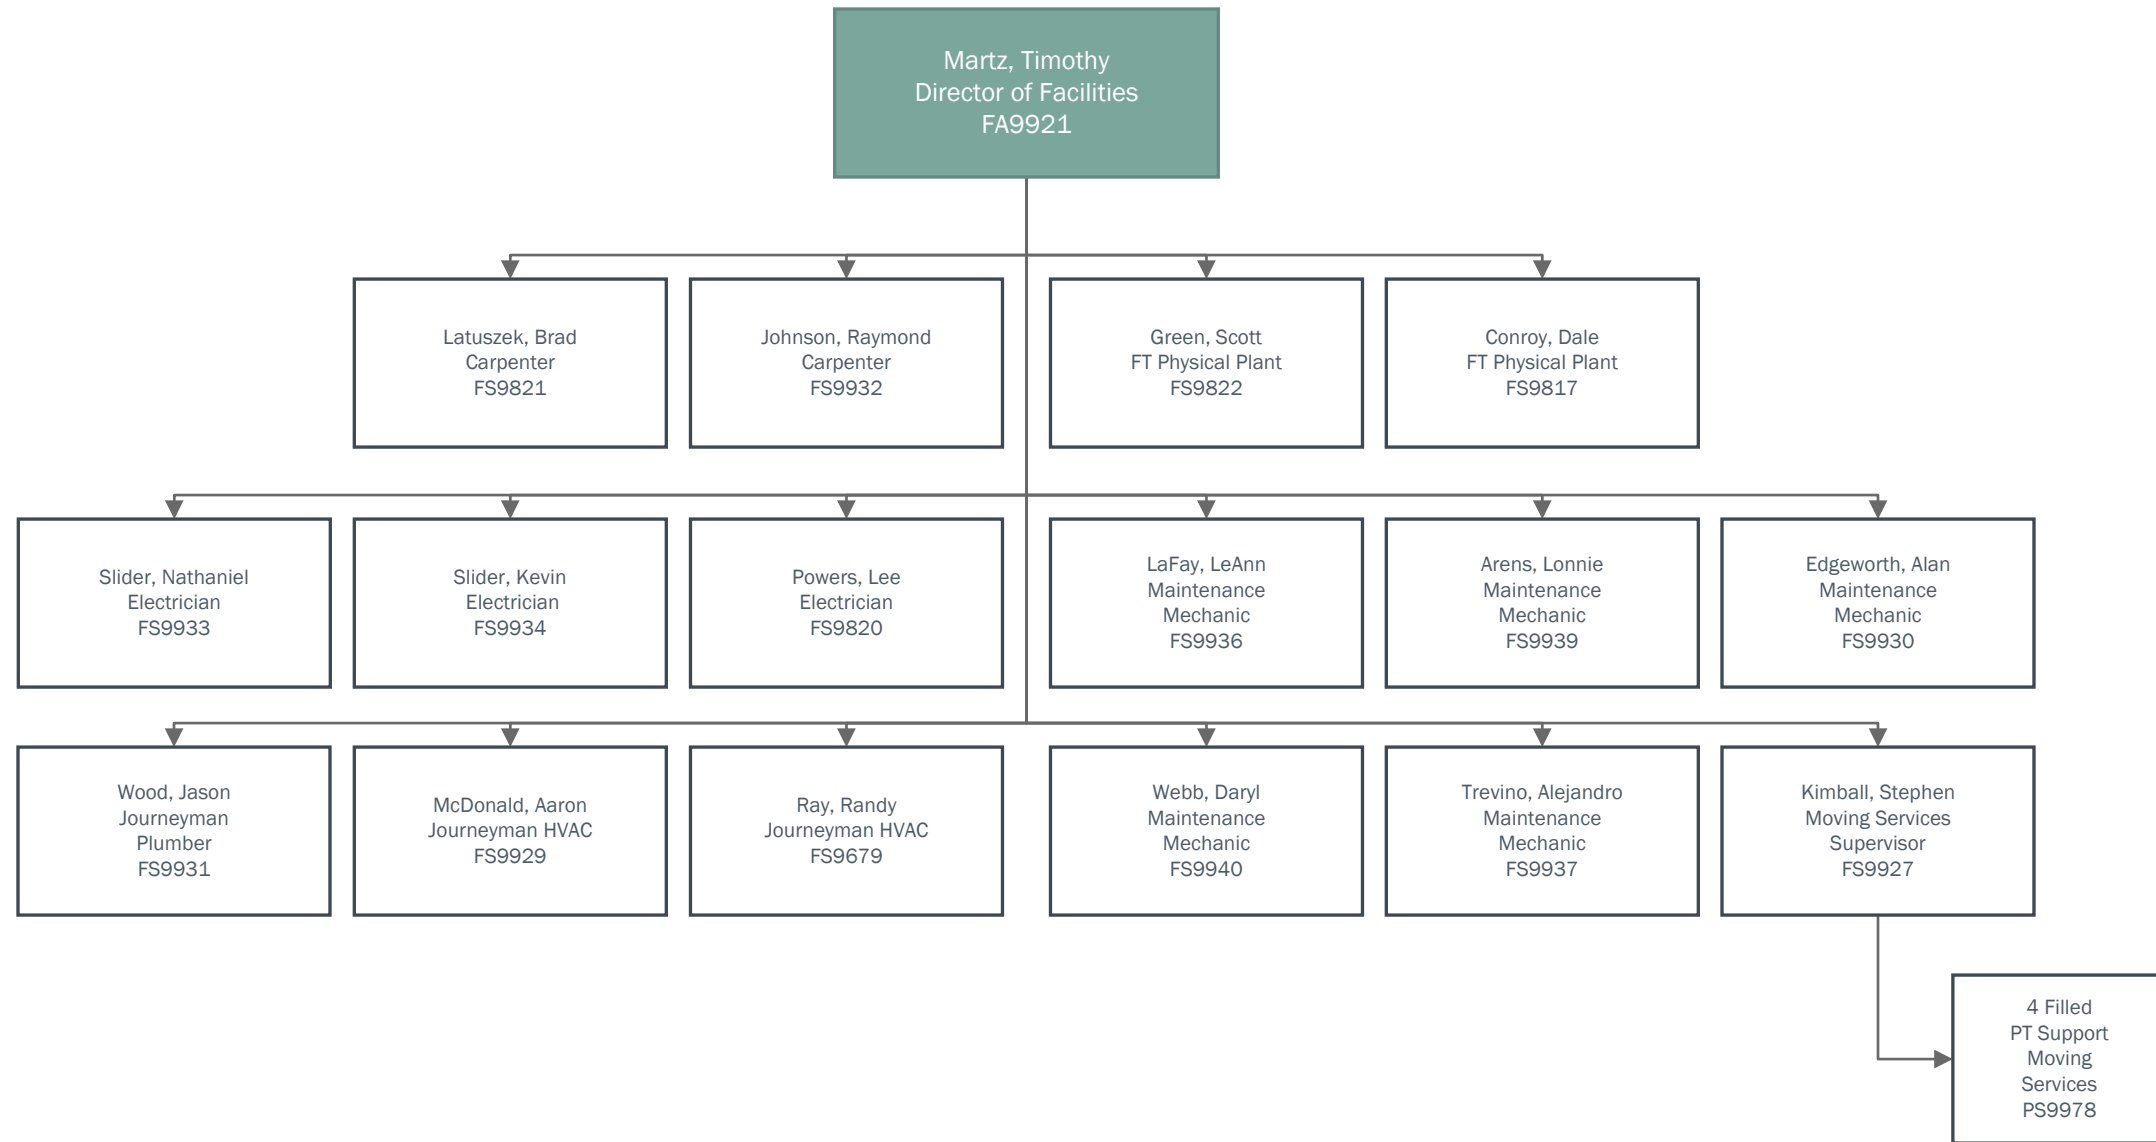 Martz, Timothy
Director of Facilities
FA9921
Latuszek, Brad
Carpenter
FS9821
Johnson, Raymond
Carpenter
FS9932
Green, Scott
FT Physical Plant
FS9822
Conroy, Dale
FT Physical Plant
FS9817
Slider, Nathaniel
Electrician
FS9933
Slider, Kevin
Electrician
FS9934
Powers, Lee
Electrician
FS9820
LaFay, LeAnn
Maintenance
Mechanic
FS9936
Arens, Lonnie
Maintenance
Mechanic
FS9939
Edgeworth, Alan
Maintenance
Mechanic
FS9930
Wood, Jason
Journeyman
Plumber
FS9931
McDonald, Aaron
Journeyman HVAC
FS9929
Ray, Randy
Journeyman HVAC
FS9679
Webb, Daryl
Maintenance
Mechanic
FS9940
Trevino, Alejandro
Maintenance
Mechanic
FS9937
Kimball, Stephen
Moving Services
Supervisor
FS9927
4 Filled
PT Support
Moving
Services
PS9978